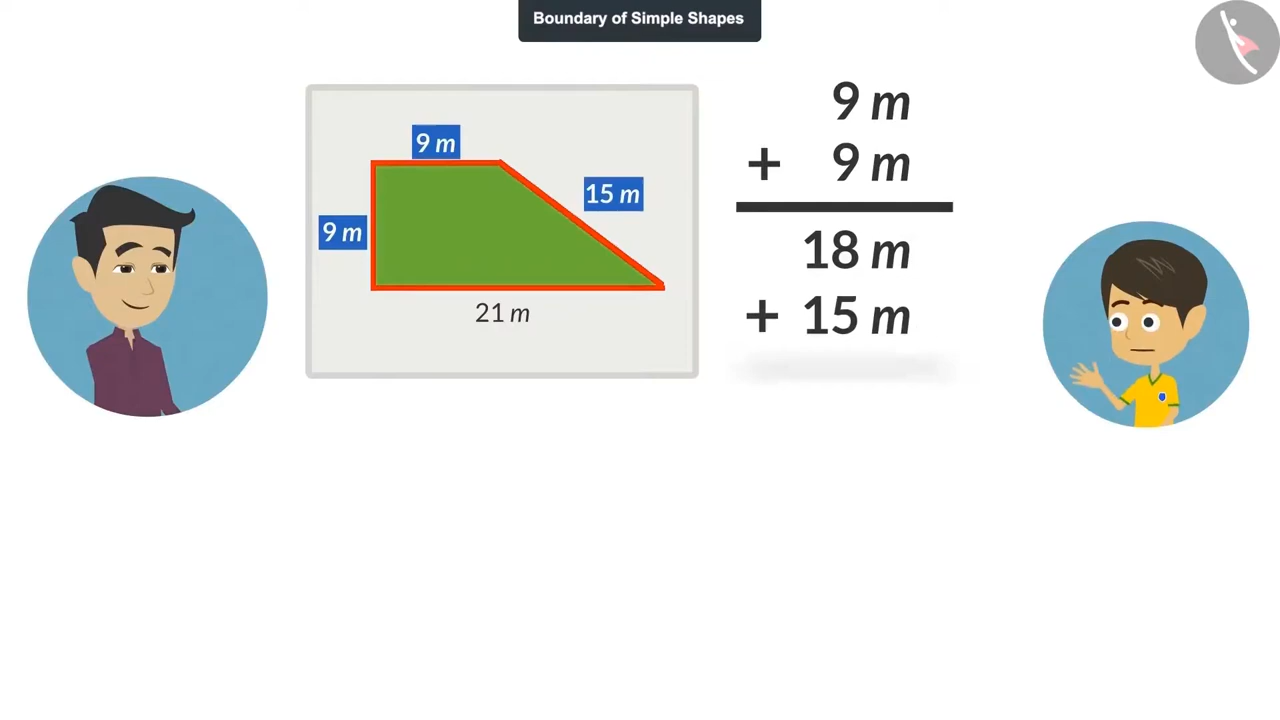 Boundary of Simple Shapes
9 m
15 m
9 m
21 m
9 m
+ 9 m
18 m
+ 15 m